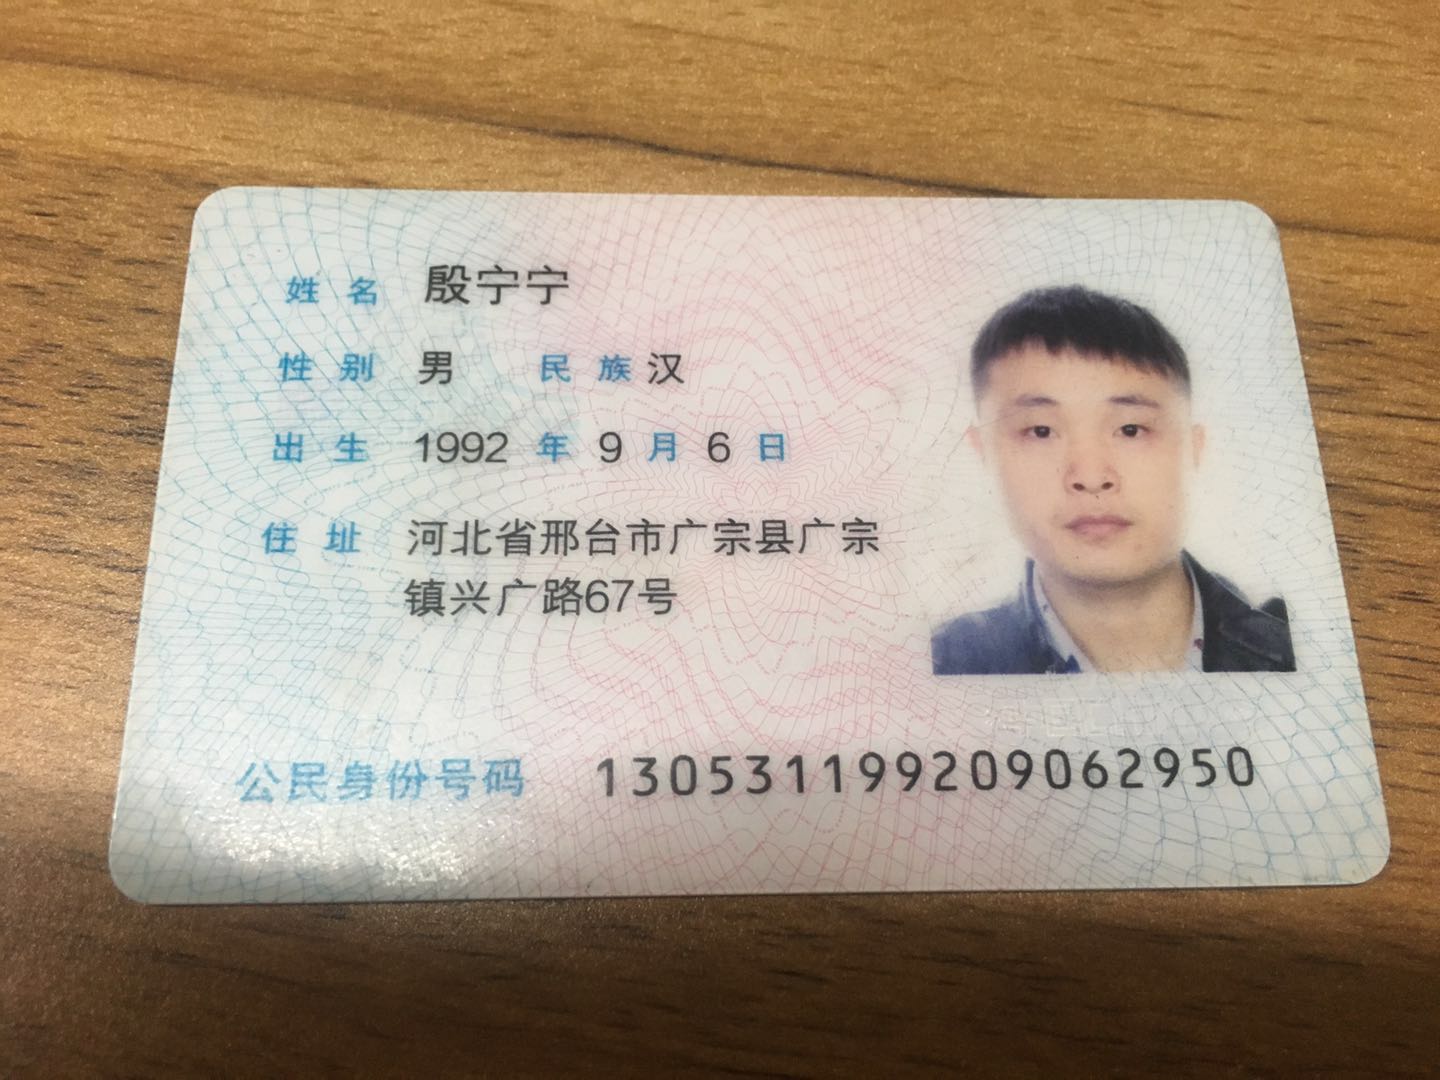 姓名 殷宁宁
性别 男 民族 汉
出生 1992 年 9 月 6 日
住址 河北省邢台市广宗县广宗
镇兴广路67号
公民身份号码 130531199209062950